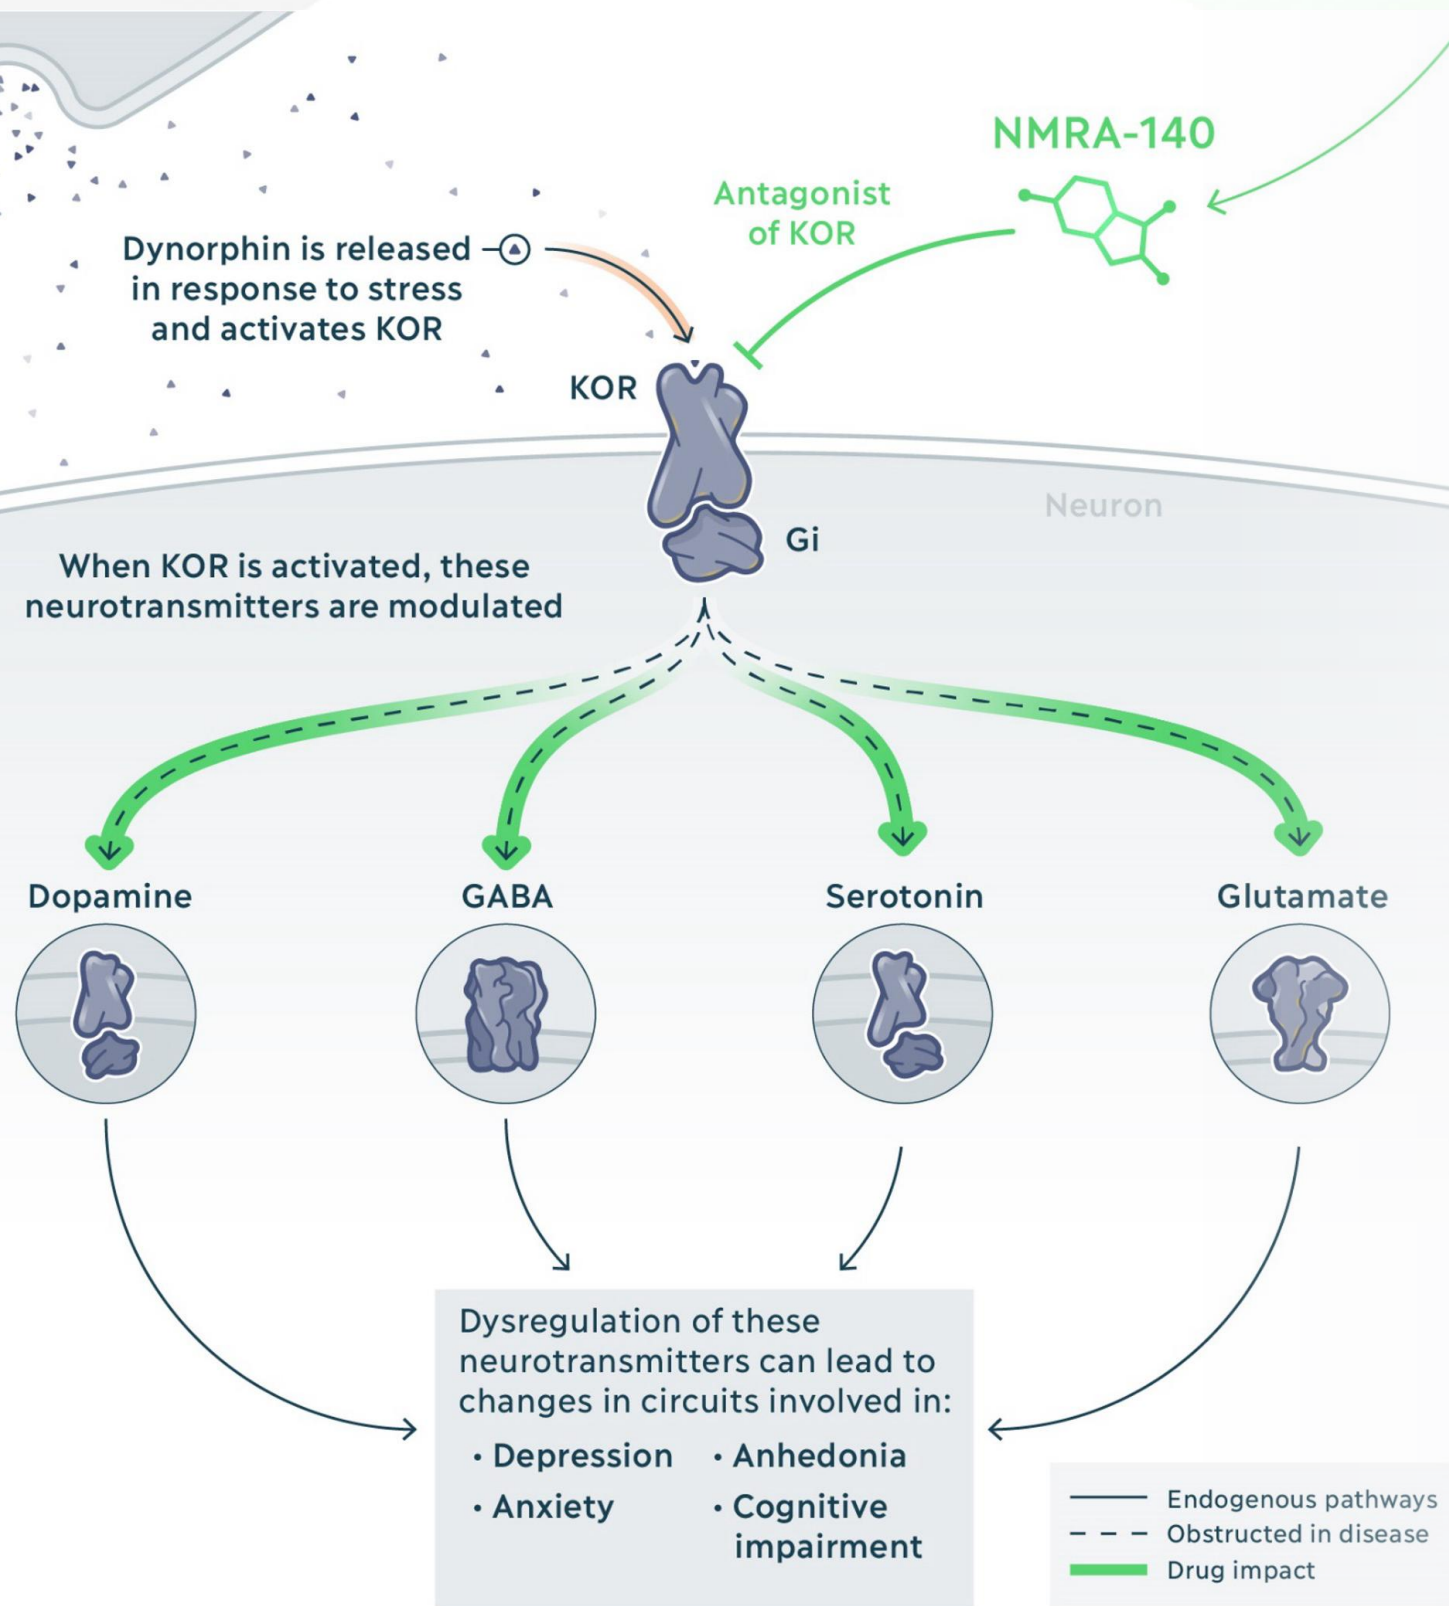 NMRA-140
Antagonist
of KOR
Dynorphin is released
in response to stress
and activates KOR
KOR
Neuron
Gi
When KOR is activated, these
neurotransmitters are modulated
Dopamine
GABA
Serotonin
Glutamate
Dysregulation of these
neurotransmitters can lead to
changes in circuits involved in:
• Depression
• Anxiety
• Anhedonia
• Cognitive
impairment
Endogenous pathways
Obstructed in disease
Drug impact